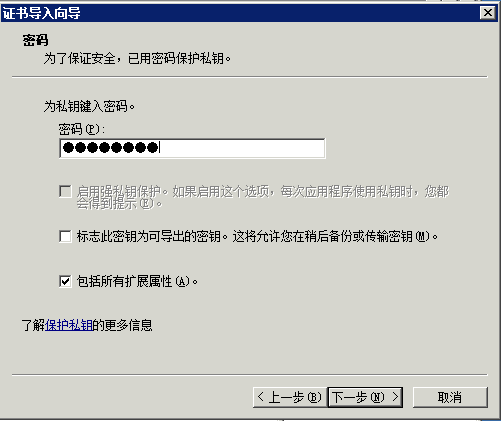 证书导入向导
密码
为了保证安全，已用密码保护私钥。
为私钥键入密码。
密码(P):
●●●●●●●●
启用强私钥保护。如果启用这个选项，每次应用程序使用私钥时，您都
会得到提示(E)。
标志此密钥为可导出的密钥。这将允许您在稍后备份或传输密钥(M)。
包括所有扩展属性(A)。
了解保护私钥的更多信息
< 上一步(B) 下一步(N) > 取消